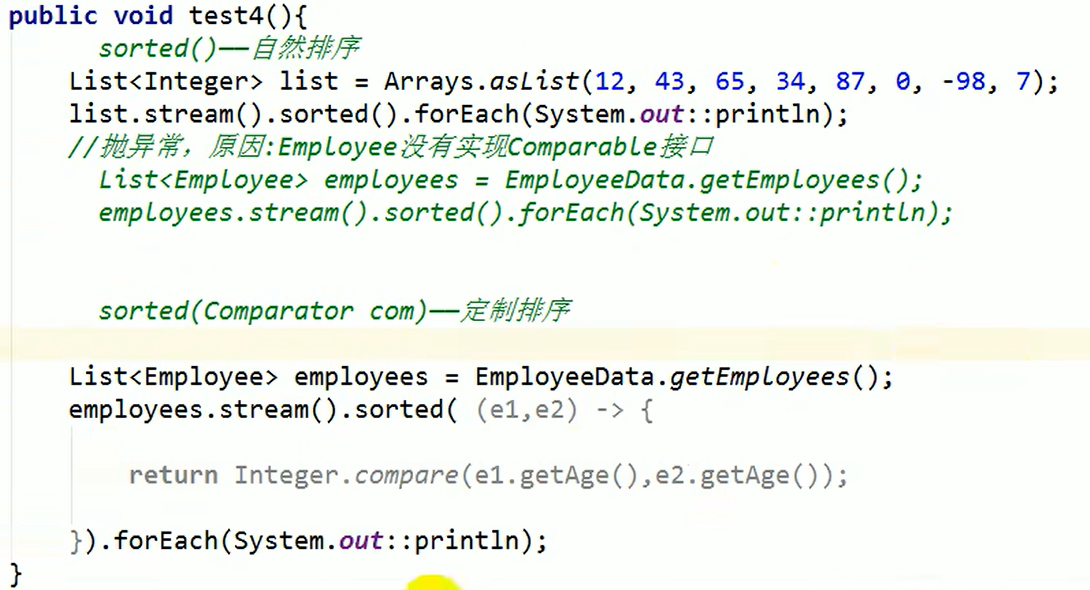 public void test4(){
sorted()——自然排序
List<Integer> list = Arrays.asList(12, 43, 65, 34, 87, 0, -98, 7);
list.stream().sorted().forEach(System.out::println);
//抛异常，原因:Employee没有实现Comparable接口
List<Employee> employees = EmployeeData.getEmployees();
employees.stream().sorted().forEach(System.out::println);
sorted(Comparator com)——定制排序
List<Employee> employees = EmployeeData.getEmployees();
employees.stream().sorted( (e1,e2) -> {
return Integer.compare(e1.getAge(),e2.getAge());
}).forEach(System.out::println);
}